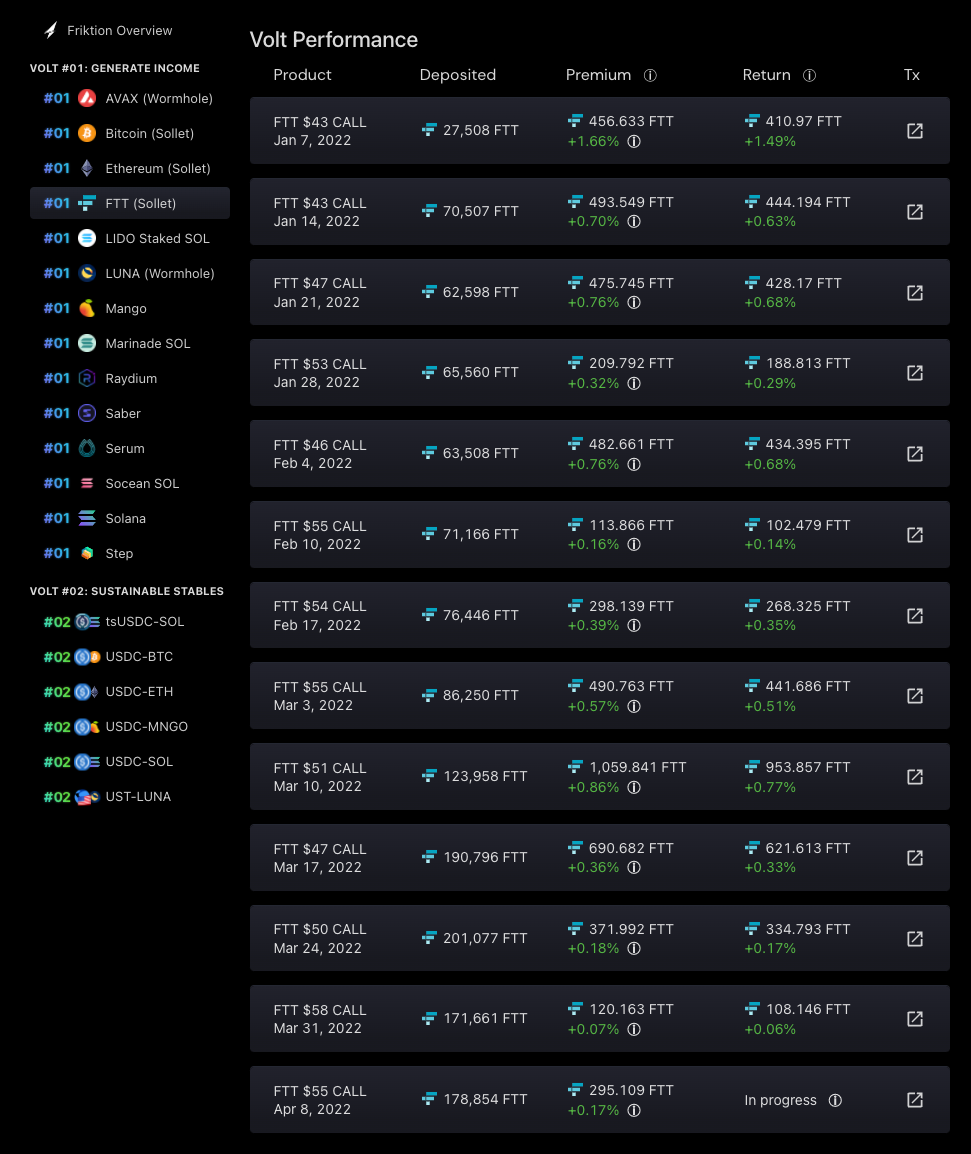 Friktion Overview
VOLT #01: GENERATE INCOME
#01 AVAX (Wormhole)
#01 Bitcoin (Sollet)
#01 Ethereum (Sollet)
#01 FTT (Sollet)
#01 LIDO Staked SOL
#01 LUNA (Wormhole)
#01 Mango
#01 Marinade SOL
#01 Raydium
#01 Saber
#01 Serum
#01 Socean SOL
#01 Solana
#01 Step
VOLT #02: SUSTAINABLE STABLES
#02 tsUSDC-SOL
#02 USDC-BTC
#02 USDC-ETH
#02 USDC-MNGO
#02 USDC-SOL
#02 UST-LUNA
Volt Performance
Product Deposited Premium Return Tx
FTT $43 CALL 27,508 FTT 456.633 FTT 410.97 FTT
Jan 7, 2022 +1.66% +1.49%
FTT $43 CALL 70,507 FTT 493.549 FTT 444.194 FTT
Jan 14, 2022 +0.70% +0.63%
FTT $47 CALL 62,598 FTT 475.745 FTT 428.17 FTT
Jan 21, 2022 +0.76% +0.68%
FTT $53 CALL 65,560 FTT 209.792 FTT 188.813 FTT
Jan 28, 2022 +0.32% +0.29%
FTT $46 CALL 63,508 FTT 482.661 FTT 434.395 FTT
Feb 4, 2022 +0.76% +0.68%
FTT $55 CALL 71,166 FTT 113.866 FTT 102.479 FTT
Feb 10, 2022 +0.16% +0.14%
FTT $54 CALL 76,446 FTT 298.139 FTT 268.325 FTT
Feb 17, 2022 +0.39% +0.35%
FTT $55 CALL 86,250 FTT 490.763 FTT 441.686 FTT
Mar 3, 2022 +0.57% +0.51%
FTT $51 CALL 123,958 FTT 1,059.841 FTT 953.857 FTT
Mar 10, 2022 +0.86% +0.77%
FTT $47 CALL 190,796 FTT 690.682 FTT 621.613 FTT
Mar 17, 2022 +0.36% +0.33%
FTT $50 CALL 201,077 FTT 371.992 FTT 334.793 FTT
Mar 24, 2022 +0.18% +0.17%
FTT $58 CALL 171,661 FTT 120.163 FTT 108.146 FTT
Mar 31, 2022 +0.07% +0.06%
FTT $55 CALL 178,854 FTT 295.109 FTT In progress
Apr 8, 2022 +0.17%